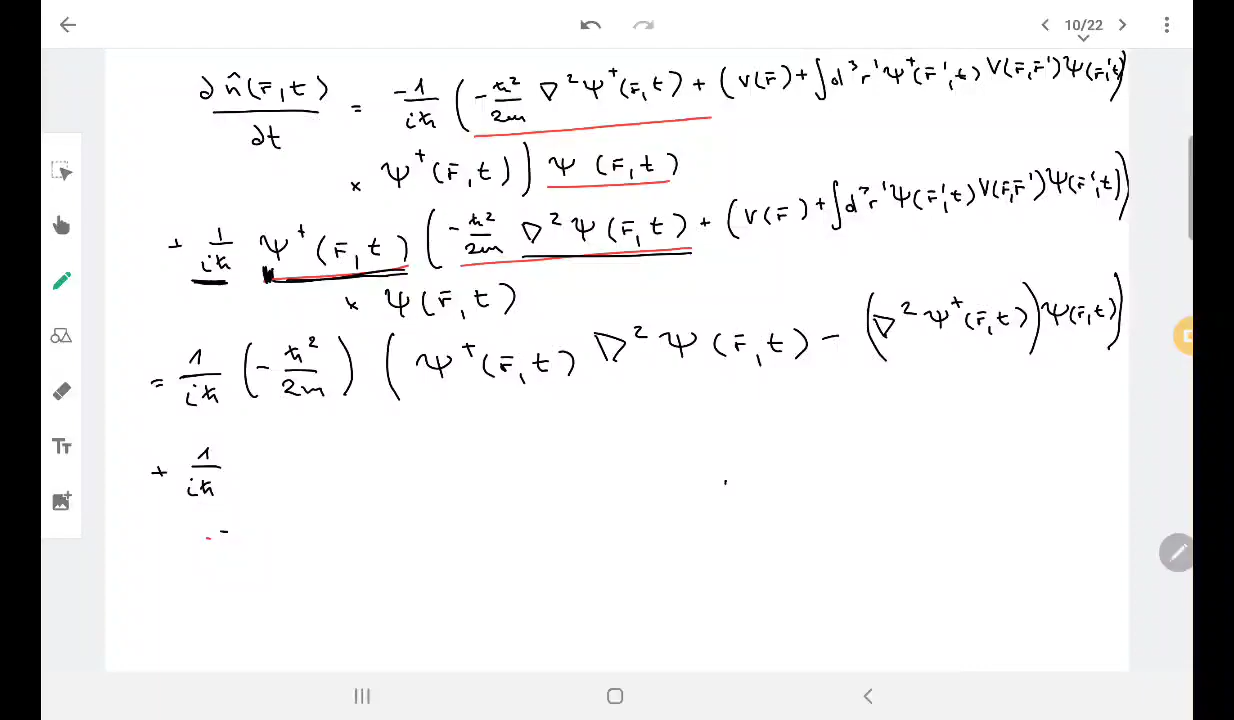 10/22
∂ n̂(r̄,t) / ∂t = -1/iħ ( -ħ²/2m ∇²Ψ⁺(r̄,t) + (V(r̄) + ∫d³r' Ψ⁺(r̄',t) V(r̄,r̄') Ψ(r̄',t))
× Ψ⁺(r̄,t) ) Ψ(r̄,t)
+ 1/iħ Ψ⁺(r̄,t) ( -ħ²/2m ∇²Ψ(r̄,t) + (V(r̄) + ∫d³r' Ψ(r̄',t) V(r̄,r̄') Ψ(r̄',t))
× Ψ(r̄,t)
= 1/iħ (-ħ²/2m) ( Ψ⁺(r̄,t) ∇²Ψ(r̄,t) - (∇²Ψ⁺(r̄,t)) Ψ(r̄,t) )
+ 1/iħ
Tт